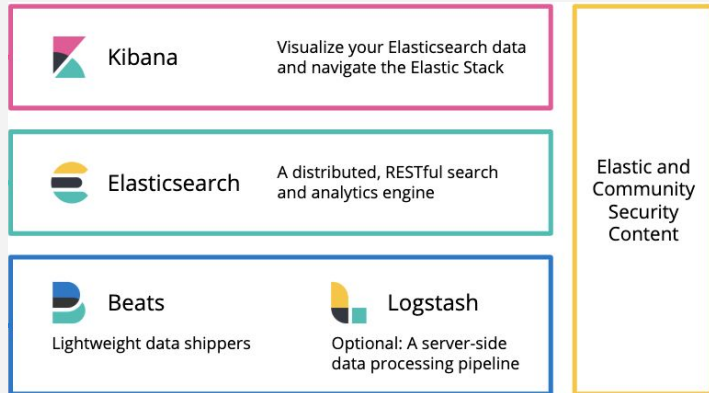 Kibana
Visualize your Elasticsearch data
and navigate the Elastic Stack
Elasticsearch
A distributed, RESTful search
and analytics engine
Beats
Lightweight data shippers
Logstash
Optional: A server-side
data processing pipeline
Elastic and
Community
Security
Content